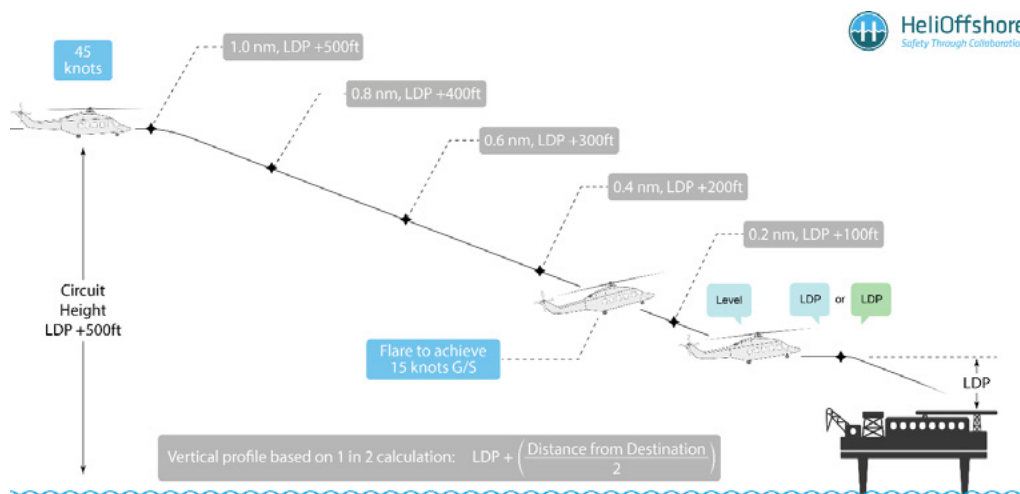 HeliOffshore
Safety Through Collaboration
45
knots
1.0 nm, LDP +500ft
0.8 nm, LDP +400ft
0.6 nm, LDP +300ft
0.4 nm, LDP +200ft
0.2 nm, LDP +100ft
Circuit
Height
LDP +500ft
Level
LDP or LDP
Flare to achieve
15 knots G/S
LDP
Vertical profile based on 1 in 2 calculation: LDP + (Distance from Destination
2)